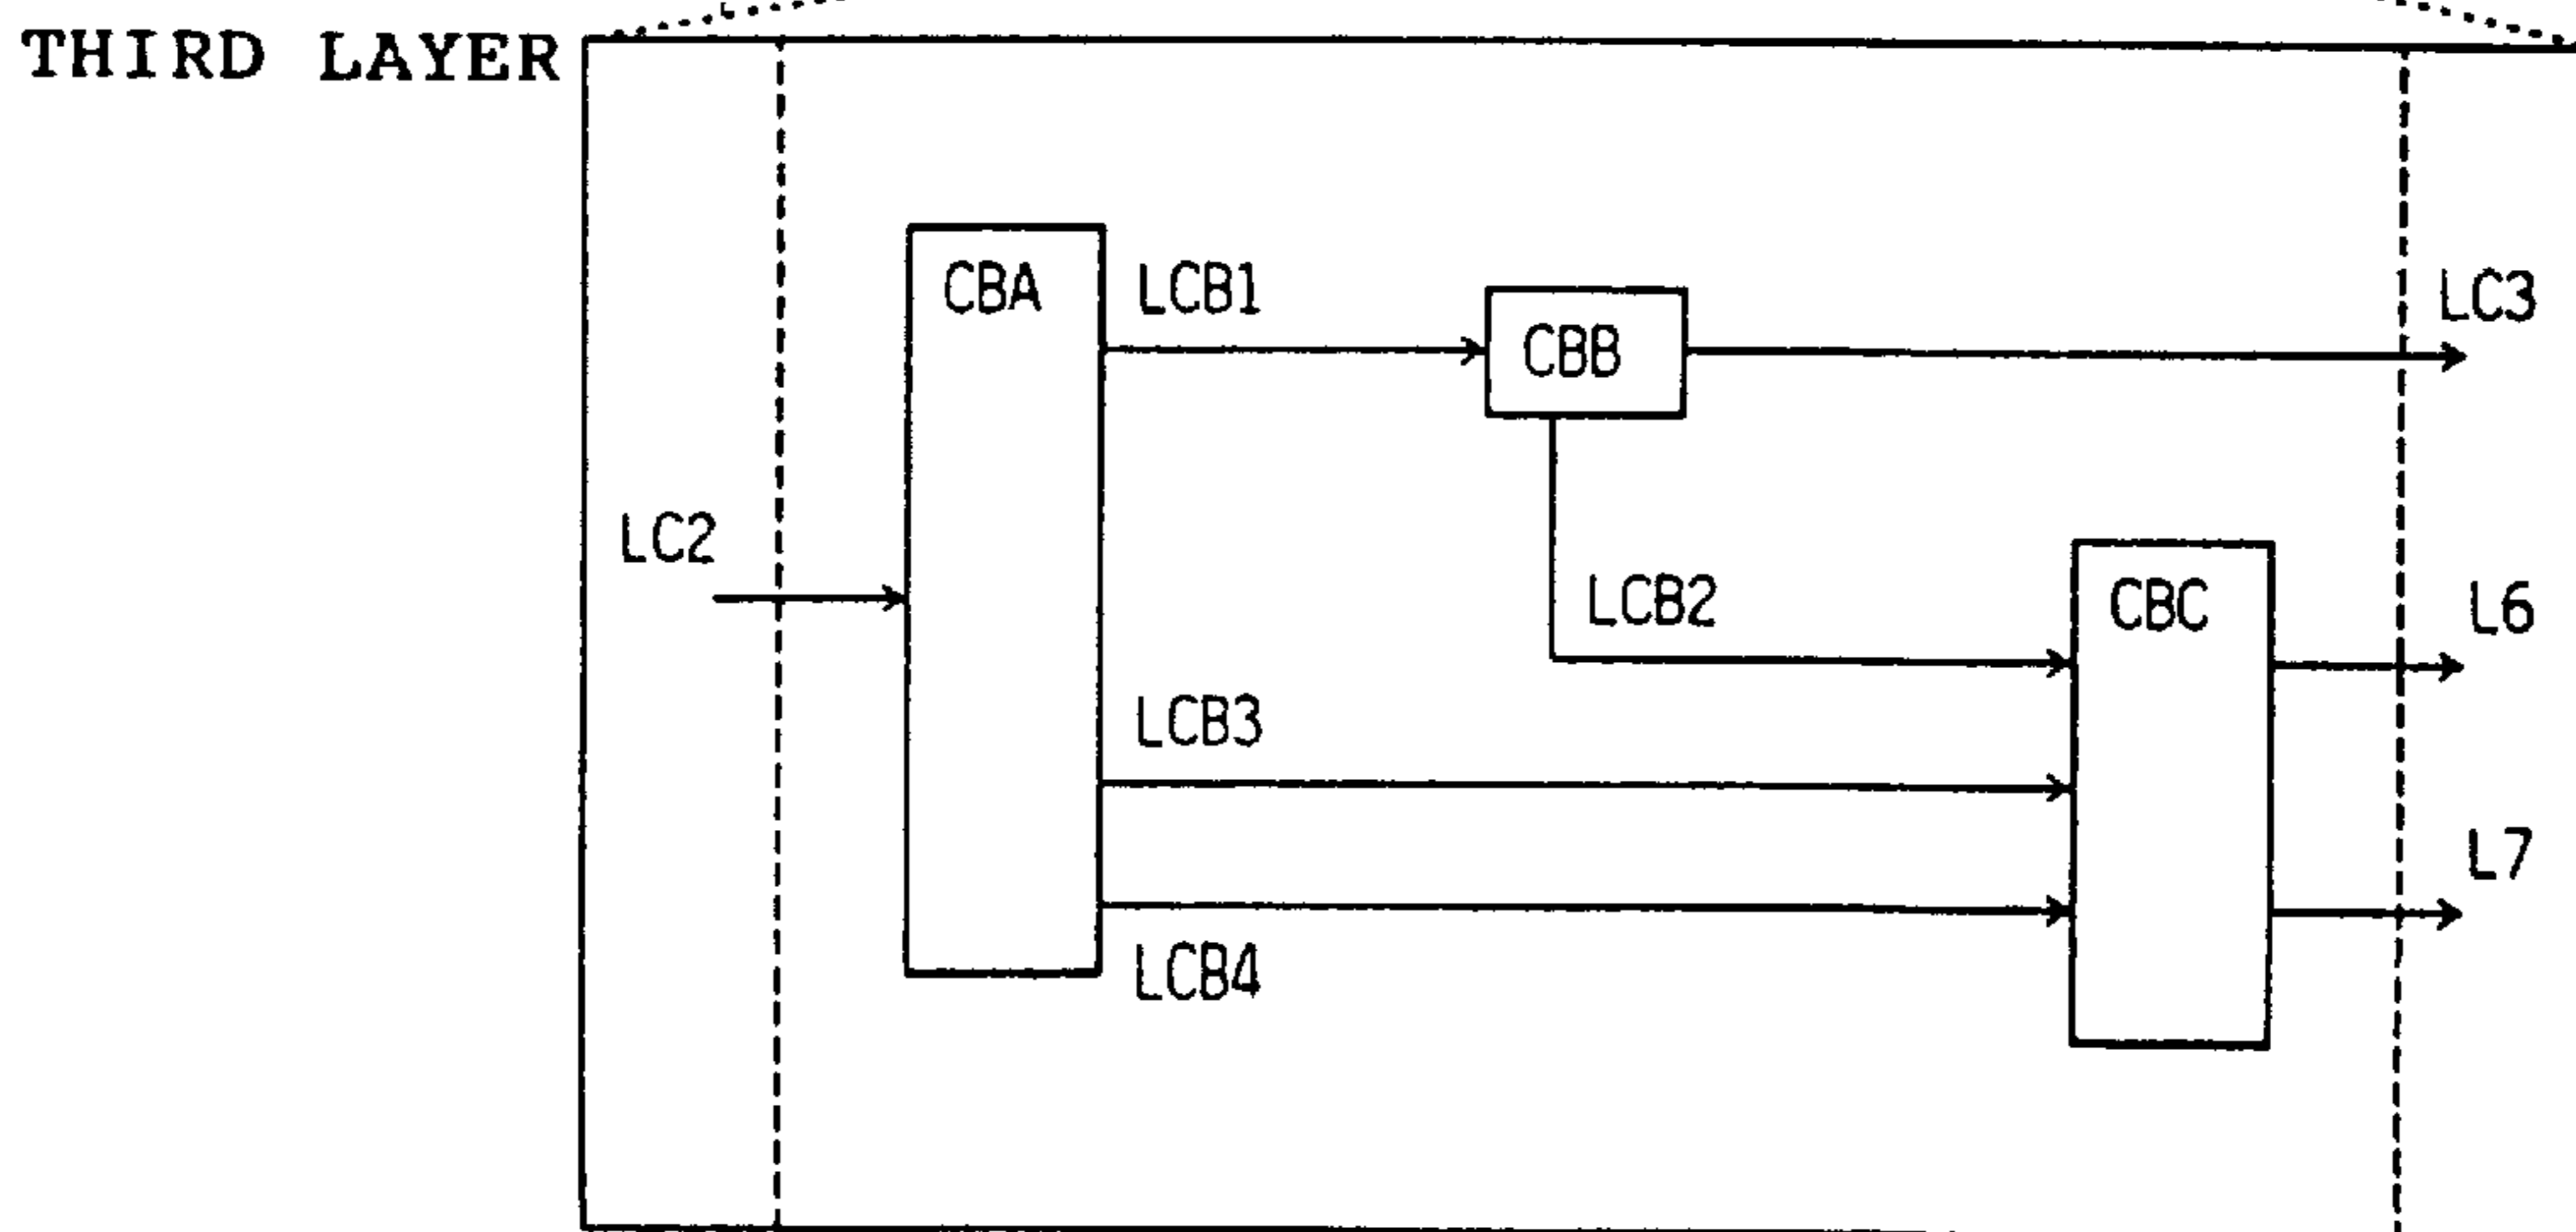 THIRD LAYER
CBA
LCB1
CBB
LC3
LC2
LCB2
CBC
L6
LCB3
L7
LCB4